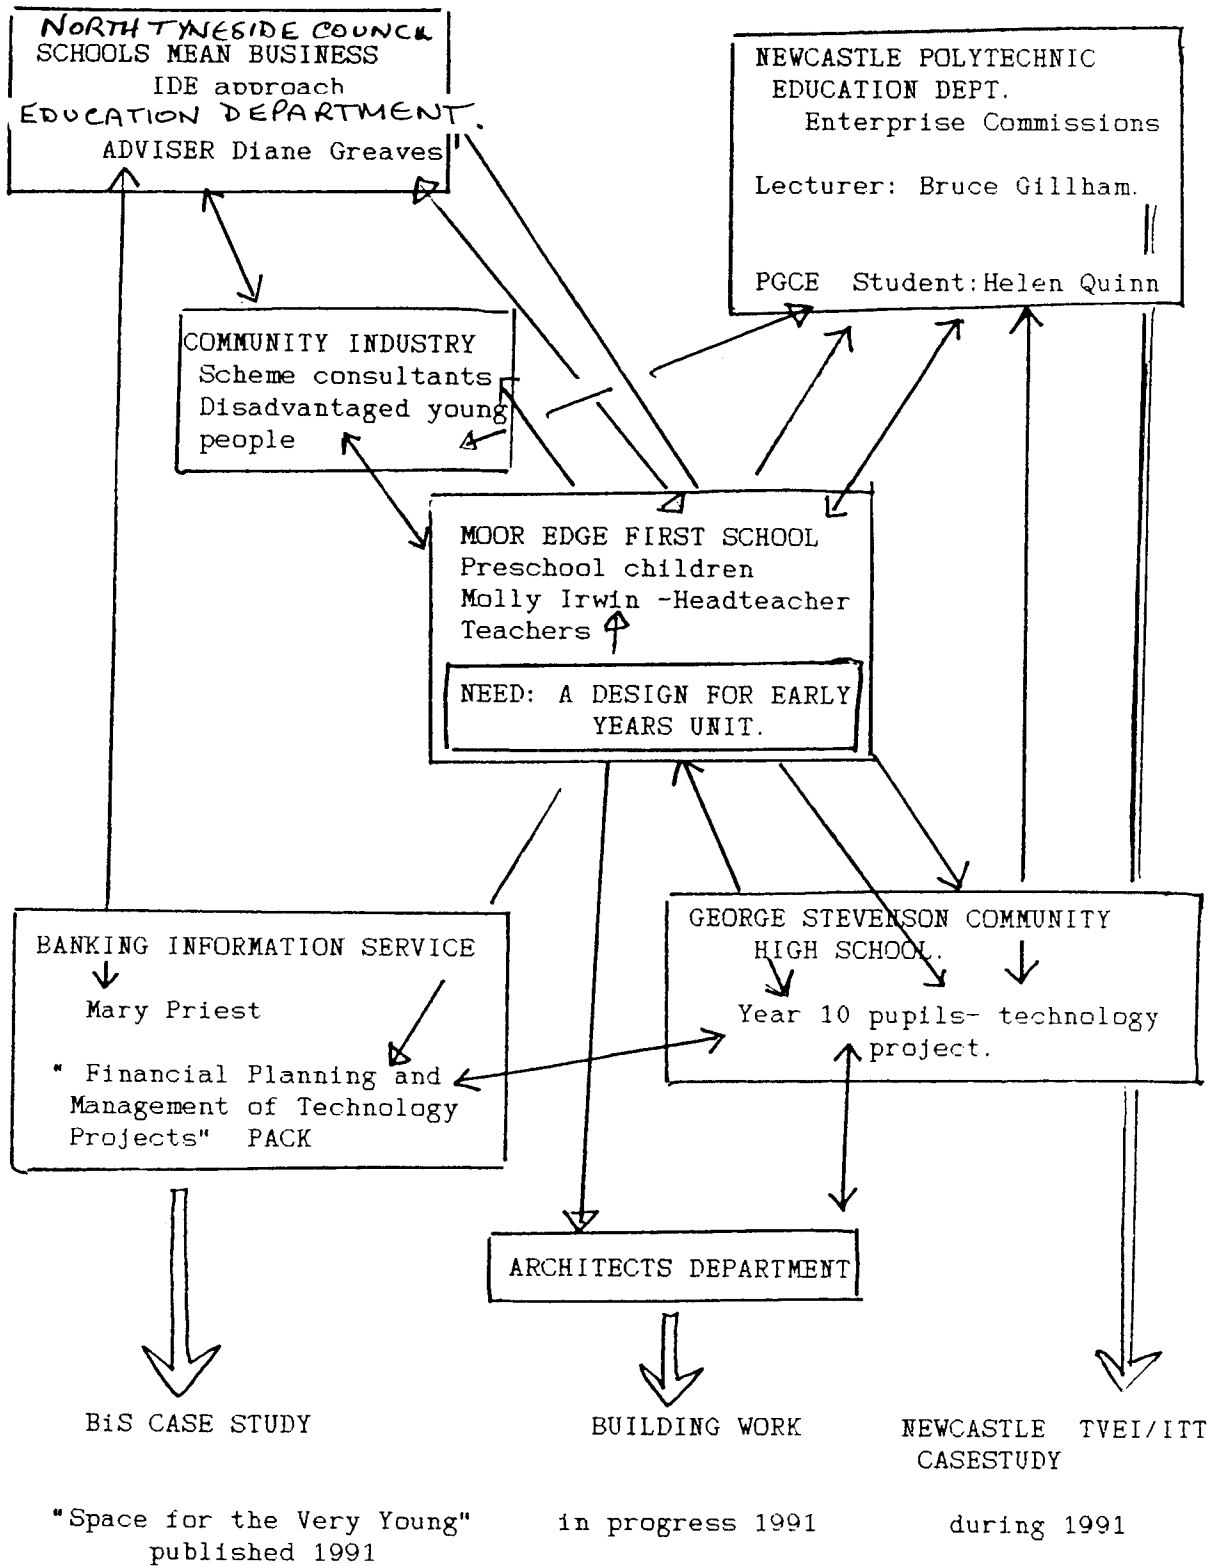 NORTH TYNESIDE COUNCIL
SCHOOLS MEAN BUSINESS
IDE approach
EDUCATION DEPARTMENT.
ADVISER Diane Greaves
NEWCASTLE POLYTECHNIC
EDUCATION DEPT.
Enterprise Commissions
Lecturer: Bruce Gillham.
PGCE Student:Helen Quinn
COMMUNITY INDUSTRY
Scheme consultants
Disadvantaged young
people
MOOR EDGE FIRST SCHOOL
Preschool children
Molly Irwin -Headteacher
Teachers
NEED: A DESIGN FOR EARLY
YEARS UNIT.
BANKING INFORMATION SERVICE
Mary Priest
" Financial Planning and
Management of Technology
Projects" PACK
GEORGE STEVENSON COMMUNITY
HIGH SCHOOL.
Year 10 pupils- technology
project.
ARCHITECTS DEPARTMENT
BiS CASE STUDY
"Space for the Very Young"
published 1991
BUILDING WORK
in progress 1991
NEWCASTLE TVEI/ITT
CASESTUDY
during 1991